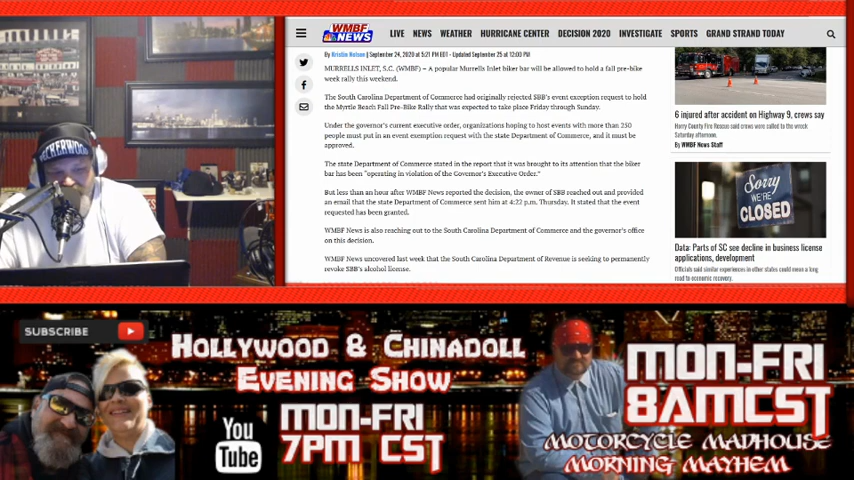 WMBF
NEWS
LIVE NEWS WEATHER HURRICANE CENTER DECISION 2020 INVESTIGATE SPORTS GRAND STRAND TODAY
By Kristin Nelson | September 24, 2020 at 5:21 PM EDT - Updated September 25 at 12:03 PM
MURRELLS INLET, S.C. (WMBF) – A popular Murrells Inlet biker bar will be allowed to hold a fall pre-bike
week rally this weekend.
The South Carolina Department of Commerce had originally rejected SBB's event exception request to hold
the Myrtle Beach Fall Pre-Bike Rally that was expected to take place Friday through Sunday.
Under the governor's current executive order, organizations hoping to host events with more than 250
people must put in an event exemption request with the state Department of Commerce, and it must be
approved.
The state Department of Commerce stated in the report that it was brought to its attention that the biker
bar has been "operating in violation of the Governor's Executive Order."
But less than an hour after WMBF News reported the decision, the owner of SBB reached out and provided
an email that the state Department of Commerce sent him at 4:22 p.m. Thursday. It stated that the event
requested has been granted.
WMBF News is also reaching out to the South Carolina Department of Commerce and the governor's office
on this decision.
WMBF News uncovered last week that the South Carolina Department of Revenue is seeking to permanently
revoke SBB's alcohol license.
6 injured after accident on Highway 9, crews say
Horry County Fire Rescue said crews were called to the wreck
Saturday afternoon.
By WMBF News Staff
Sorry
WE'RE
CLOSED
Data: Parts of SC see decline in business license
applications, development
Officials said similar experiences in other states could mean a long
road to economic recovery.
SUBSCRIBE
HOLLYWOOD & CHINADOLL
EVENING SHOW
You
Tube
MON-FRI
7PM CST
MON-FRI
8AMCST
MOTORCYCLE MADHOUSE
MORNING MAYHEM